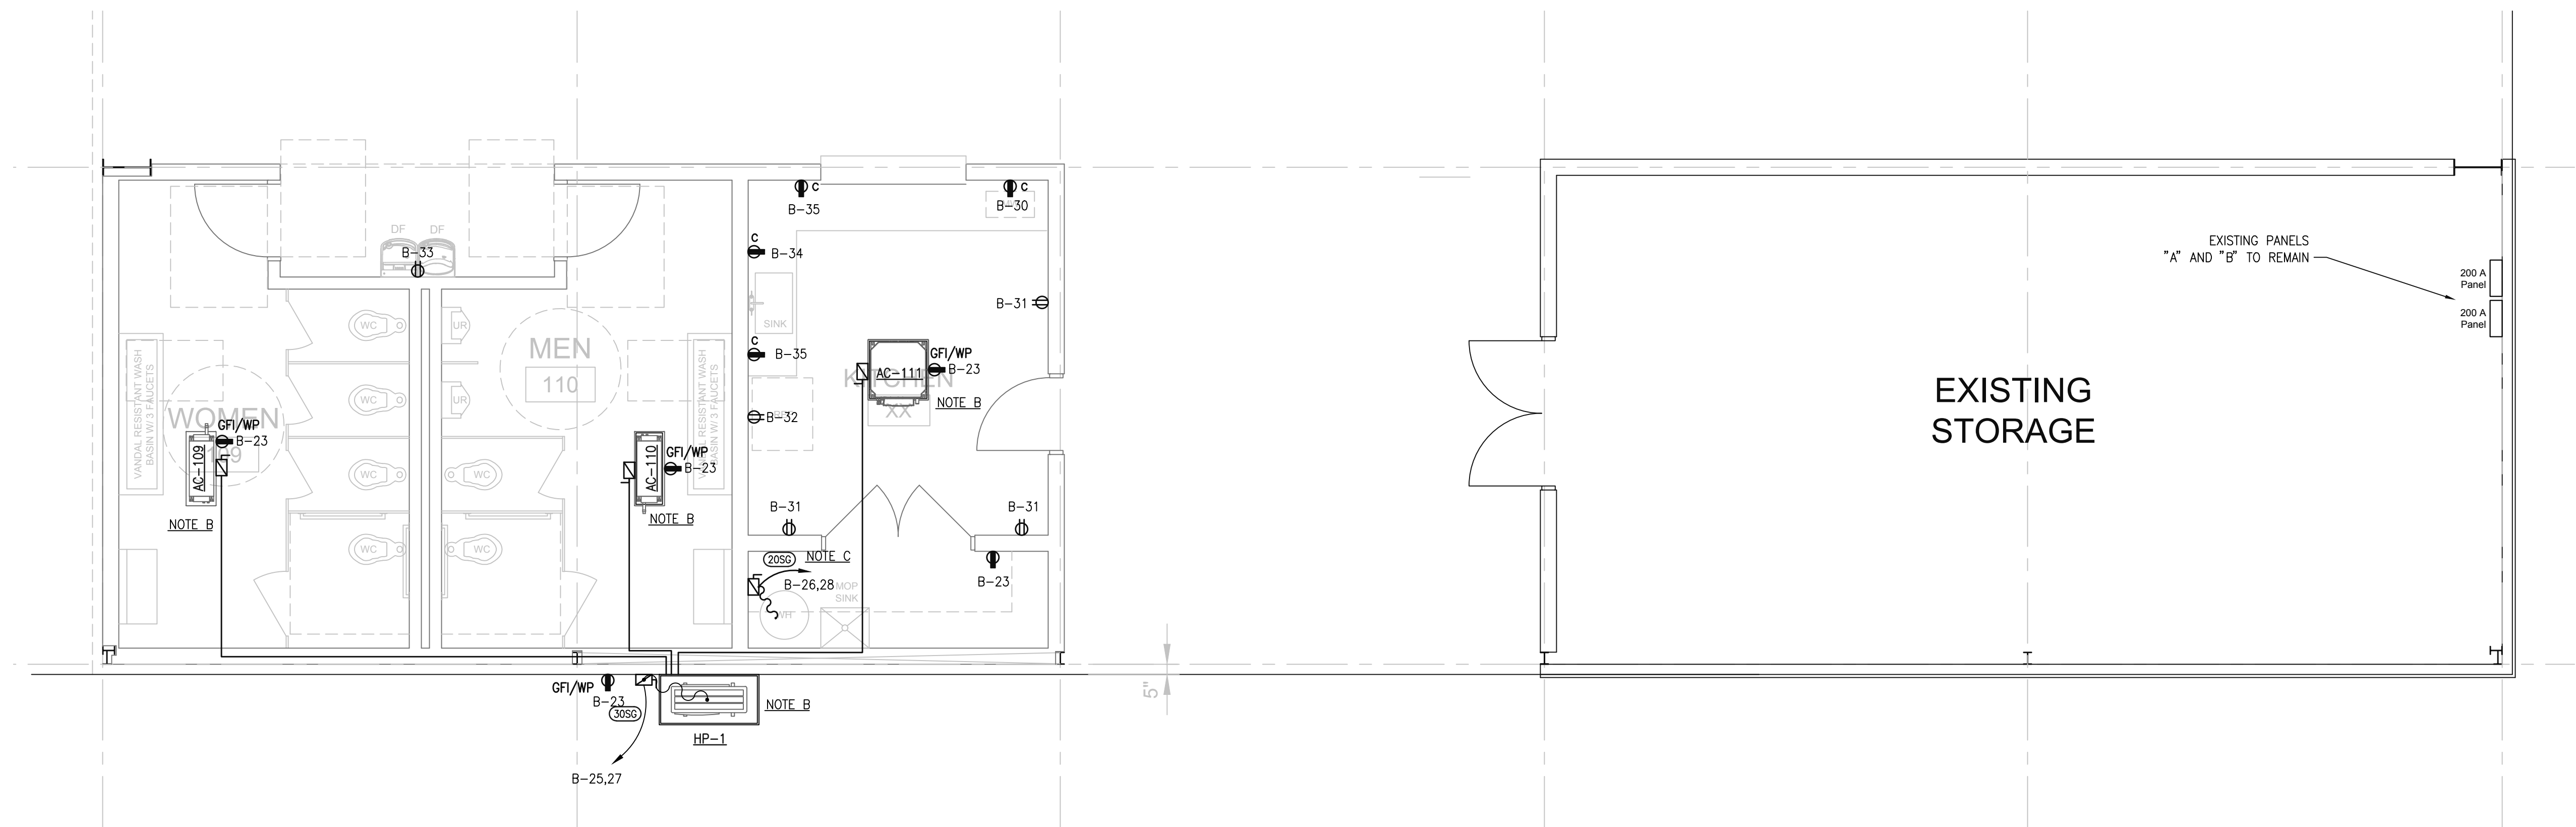 DF
DF
B-33
C
B-35
C
B-30
C
B-34
B-31
SINK
C
B-35
AC-111
GFI/WP
B-23
KITCHEN
XX
NOTE B
B-32
WC
UR
WC
UR
WC
WC
WC
WC
MEN
110
WOMEN
109
VANDAL RESISTANT WASH
BASIN W/3 FAUCETS
VANDAL RESISTANT WASH
BASIN W/3 FAUCETS
GFI/WP
B-23
AC-109
NOTE B
GFI/WP
B-23
AC-110
NOTE B
B-31
B-31
20SG
NOTE C
B-26,28
MOP
SINK
WH
B-23
GFI/WP
B-23
30SG
NOTE B
HP-1
B-25,27
5"
EXISTING PANELS
"A" AND "B" TO REMAIN
200 A
Panel
200 A
Panel
EXISTING
STORAGE